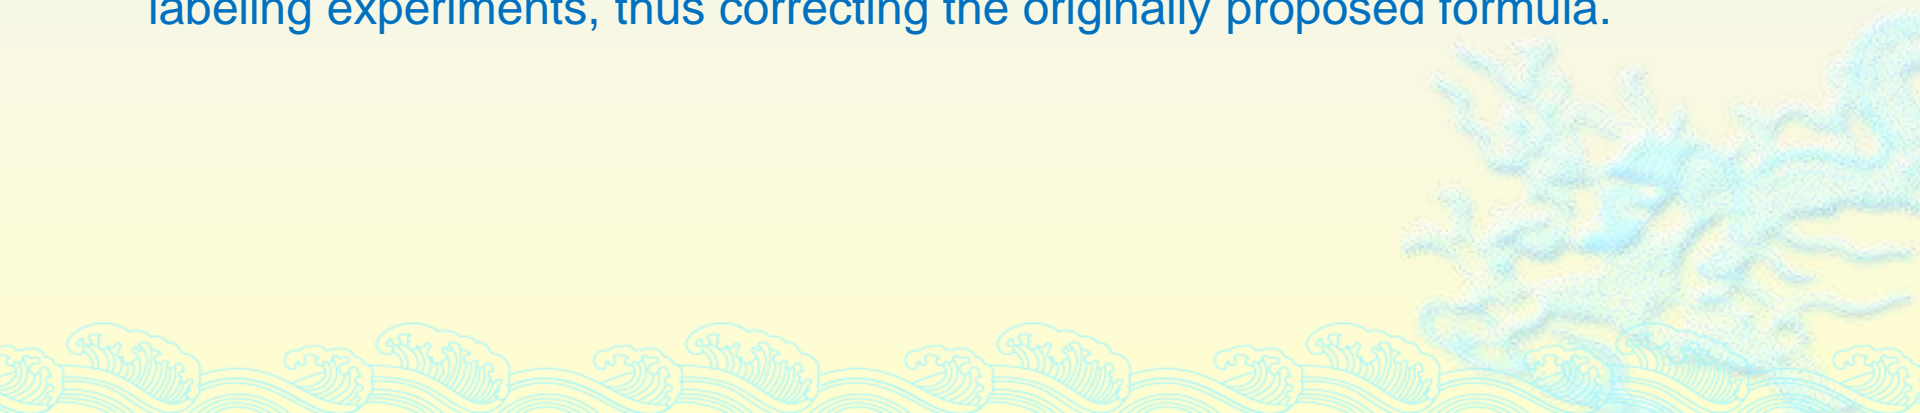 labeling experiments, thus correcting the originally proposed formula.